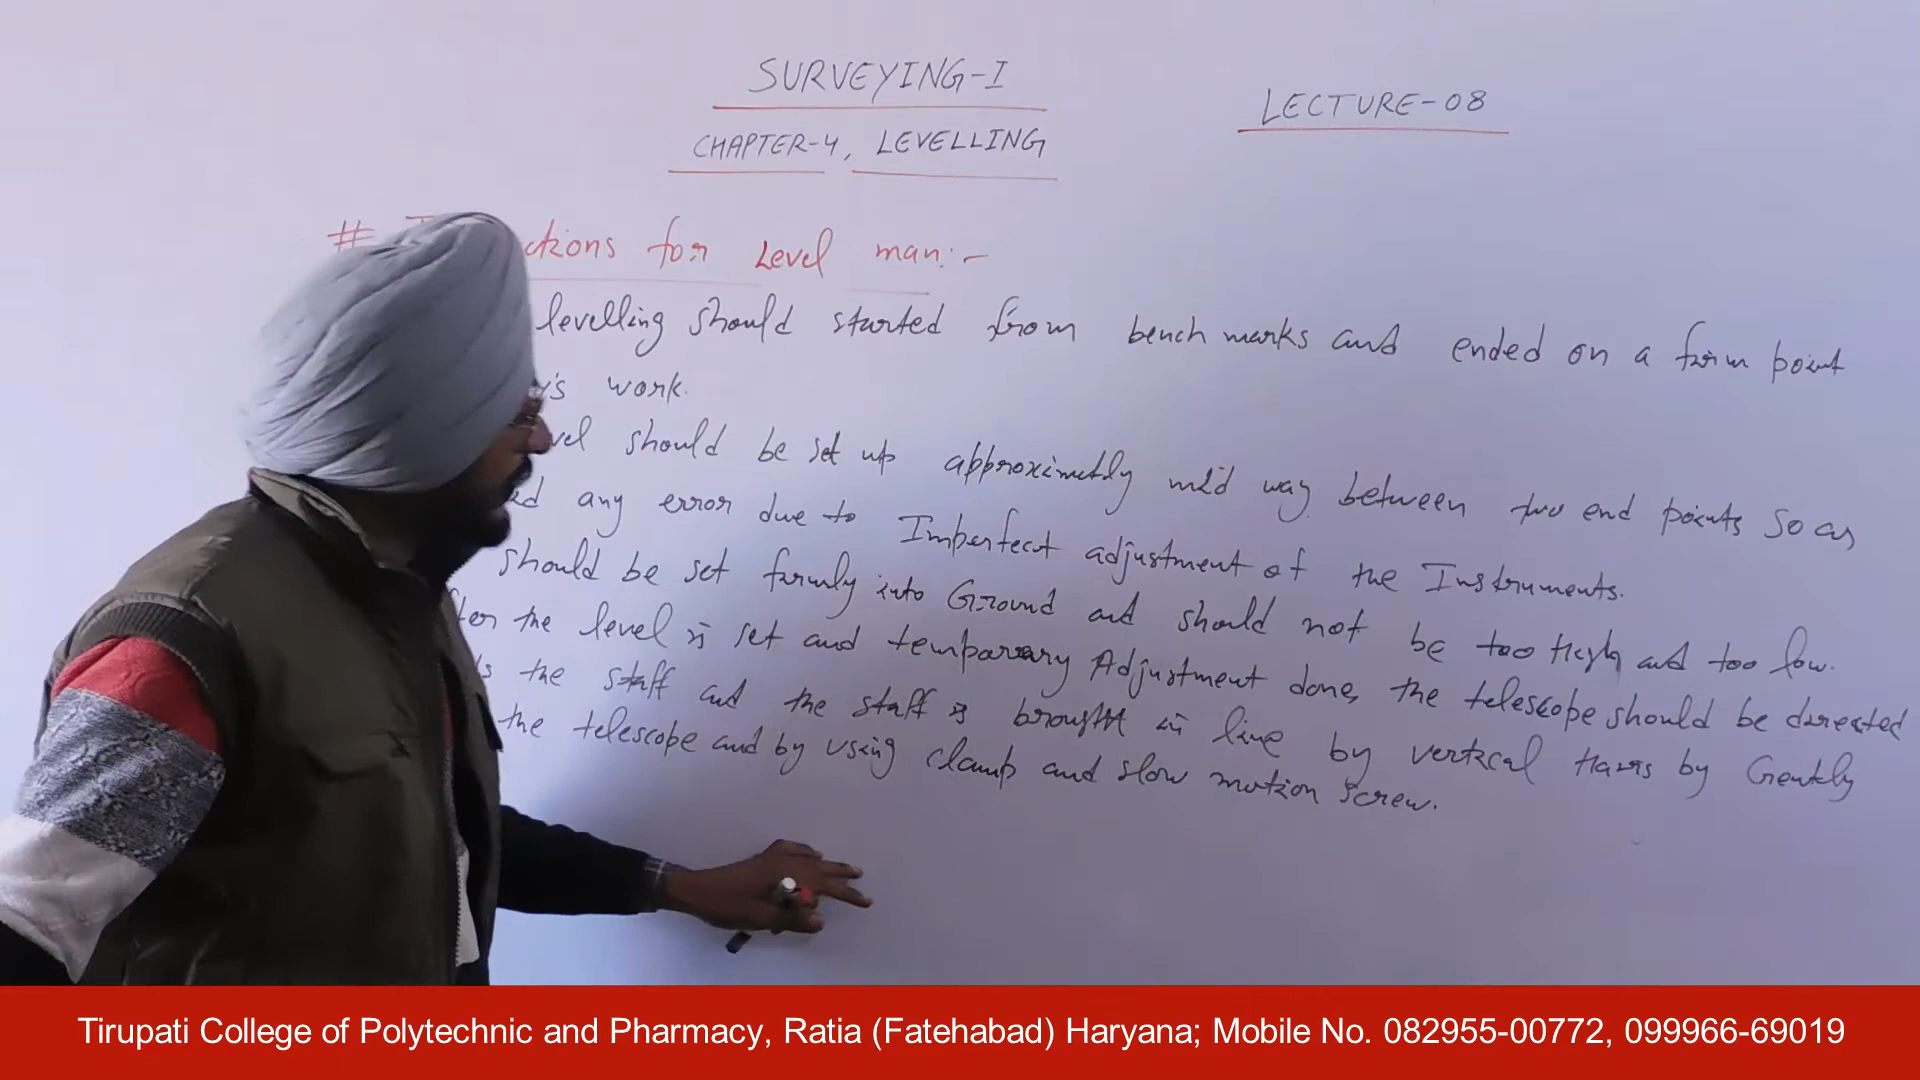 SURVEYING-I
LECTURE-08
CHAPTER-4, LEVELLING
# ctions for Level man:-
levelling should started from bench marks and ended on a firm point
y's work.
vel should be set up approximetly mid way between two end points so as
any error due to Imperfect adjustment of the Instruments.
should be set firmly into Ground and should not be too High and too low.
ter the level is set and temporary Adjustment done, the telescope should be directed
the staff and the staff is brought in line by vertical Hairs by Gently
the telescope and by using clamp and slow motion screw.
Tirupati College of Polytechnic and Pharmacy, Ratia (Fatehabad) Haryana; Mobile No. 082955-00772, 099966-69019